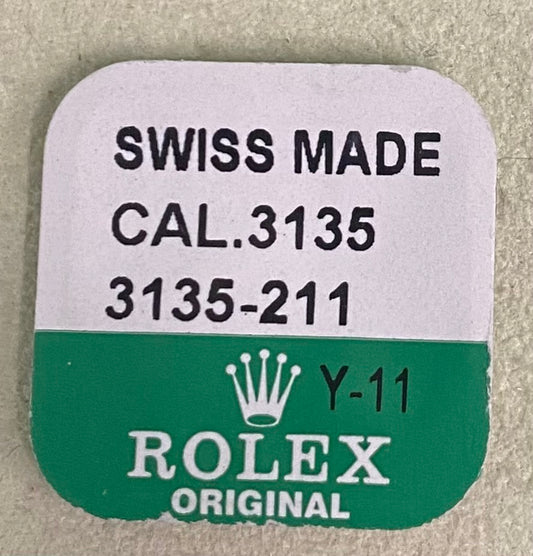 SWISS MADE
CAL.3135
3135-211
Y-11
ROLEX
ORIGINAL